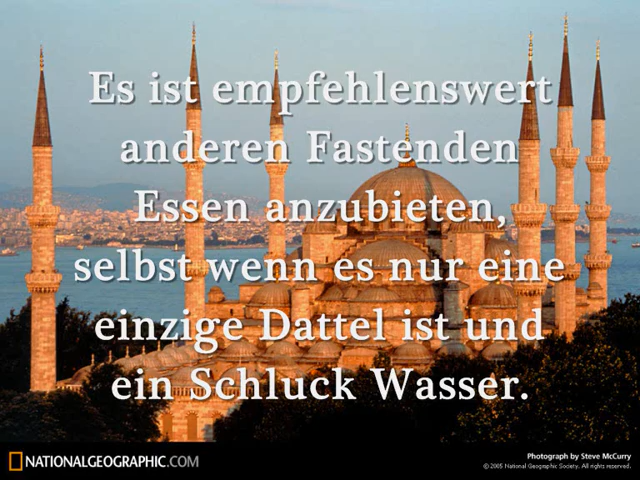 Es ist empfehlenswert
anderen Fastenden
Essen anzubieten,
selbst wenn es nur eine
einzige Dattel ist und
ein Schluck Wasser.
Photograph by Steve McCurry
NATIONALGEOGRAPHIC.COM
© 2005 National Geographic Society. All rights reserved.